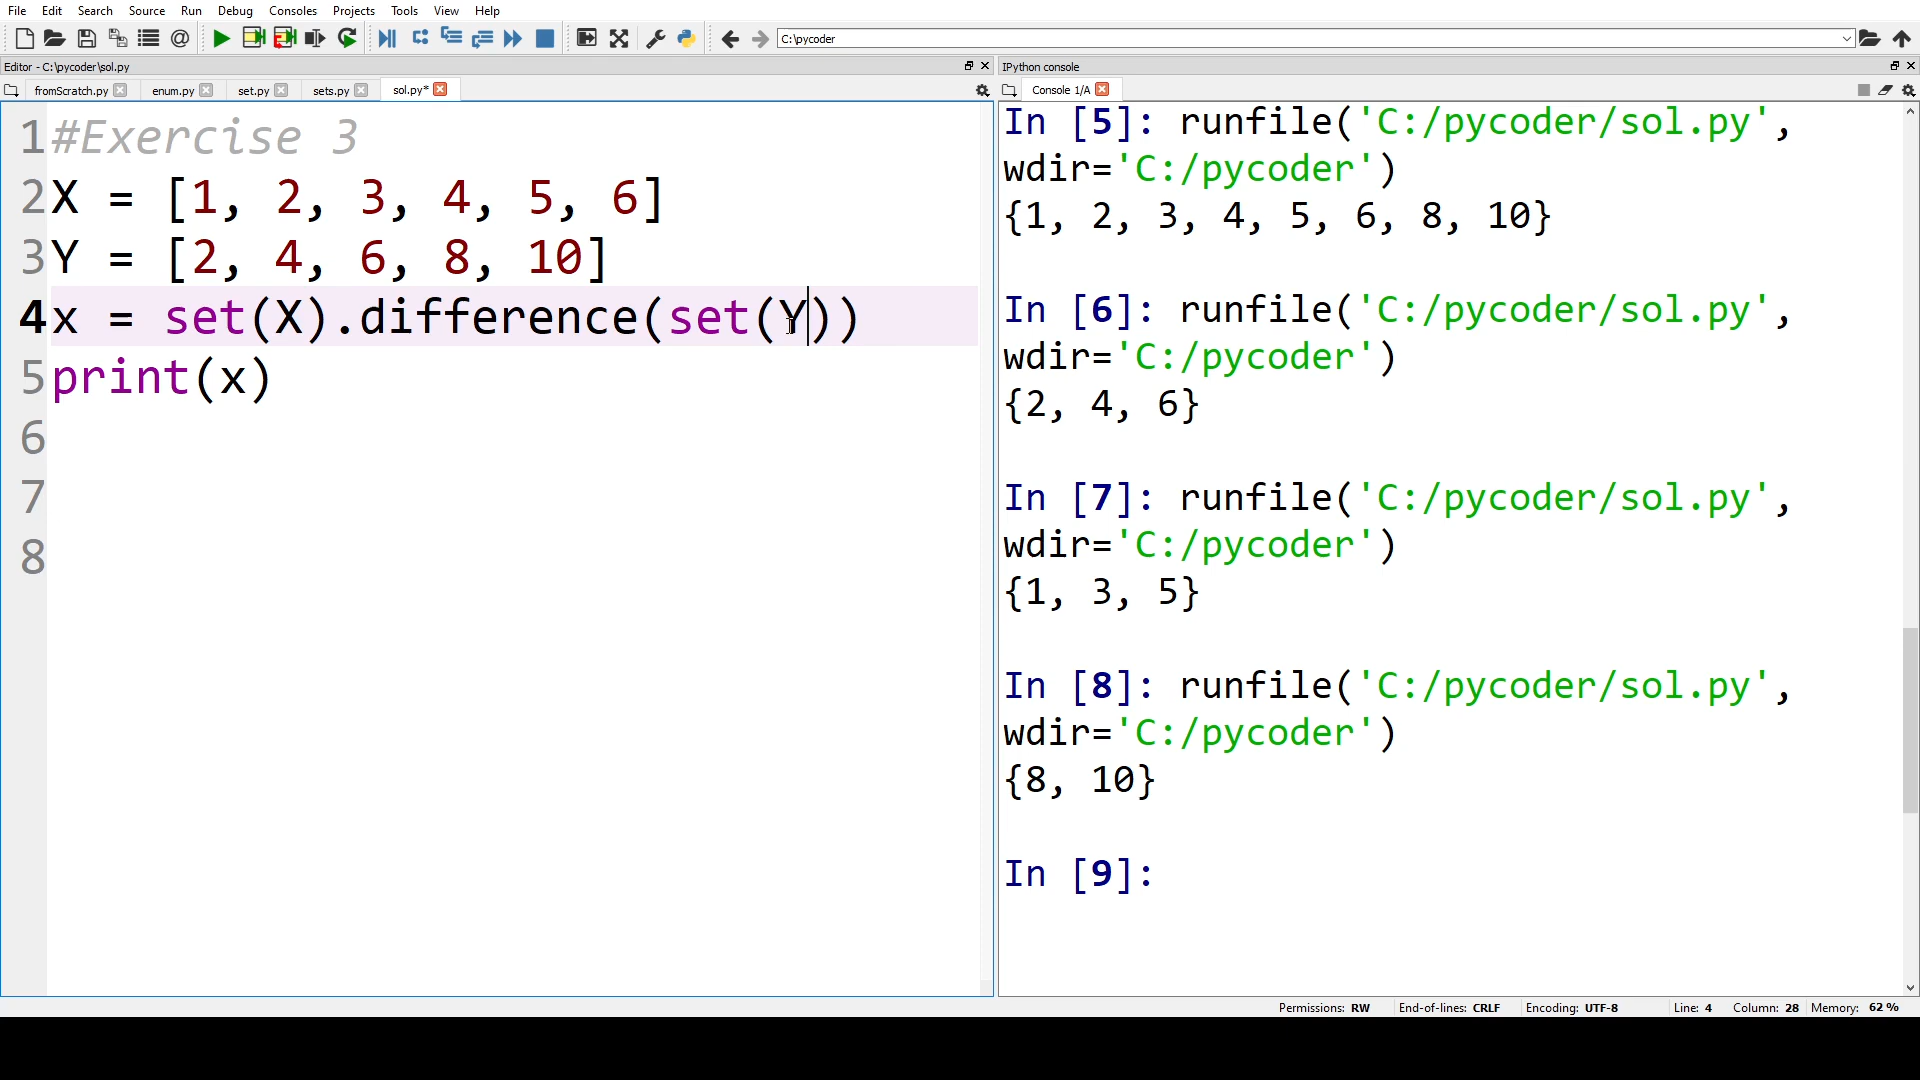 File Edit Search Source Run Debug Consoles Projects Tools View Help
C:\pycoder
Editor - C:\pycoder\sol.py
fromScratch.py enum.py set.py sets.py sol.py*
1 #Exercise 3
2 X = [1, 2, 3, 4, 5, 6]
3 Y = [2, 4, 6, 8, 10]
4 x = set(X).difference(set(Y))
5 print(x)
6
7
8
IPython console
Console 1/A
In [5]: runfile('C:/pycoder/sol.py',
wdir='C:/pycoder')
{1, 2, 3, 4, 5, 6, 8, 10}
In [6]: runfile('C:/pycoder/sol.py',
wdir='C:/pycoder')
{2, 4, 6}
In [7]: runfile('C:/pycoder/sol.py',
wdir='C:/pycoder')
{1, 3, 5}
In [8]: runfile('C:/pycoder/sol.py',
wdir='C:/pycoder')
{8, 10}
In [9]:
Permissions: RW End-of-lines: CRLF Encoding: UTF-8 Line: 4 Column: 28 Memory: 62 %